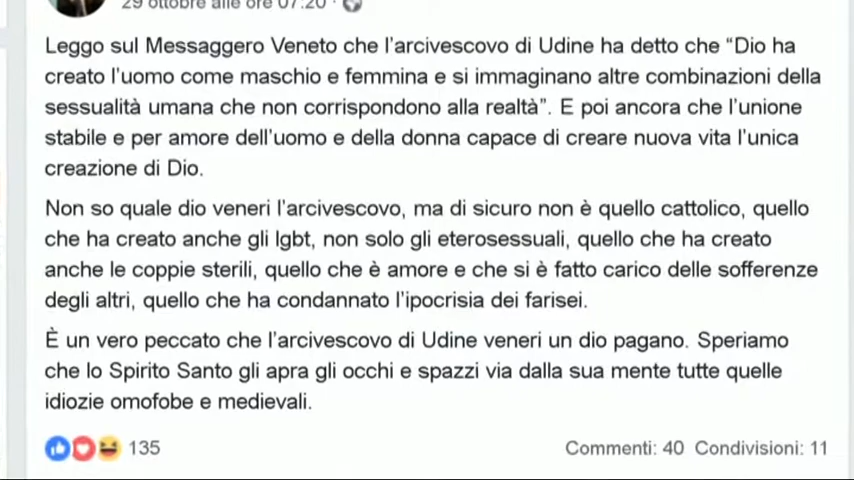 29 ottobre alle ore 07:20 ·
Leggo sul Messaggero Veneto che l'arcivescovo di Udine ha detto che “Dio ha
creato l'uomo come maschio e femmina e si immaginano altre combinazioni della
sessualità umana che non corrispondono alla realtà”. E poi ancora che l'unione
stabile e per amore dell'uomo e della donna capace di creare nuova vita l'unica
creazione di Dio.
Non so quale dio veneri l'arcivescovo, ma di sicuro non è quello cattolico, quello
che ha creato anche gli lgbt, non solo gli eterosessuali, quello che ha creato
anche le coppie sterili, quello che è amore e che si è fatto carico delle sofferenze
degli altri, quello che ha condannato l'ipocrisia dei farisei.
È un vero peccato che l'arcivescovo di Udine veneri un dio pagano. Speriamo
che lo Spirito Santo gli apra gli occhi e spazzi via dalla sua mente tutte quelle
idiozie omofobe e medievali.
135 Commenti: 40 Condivisioni: 11